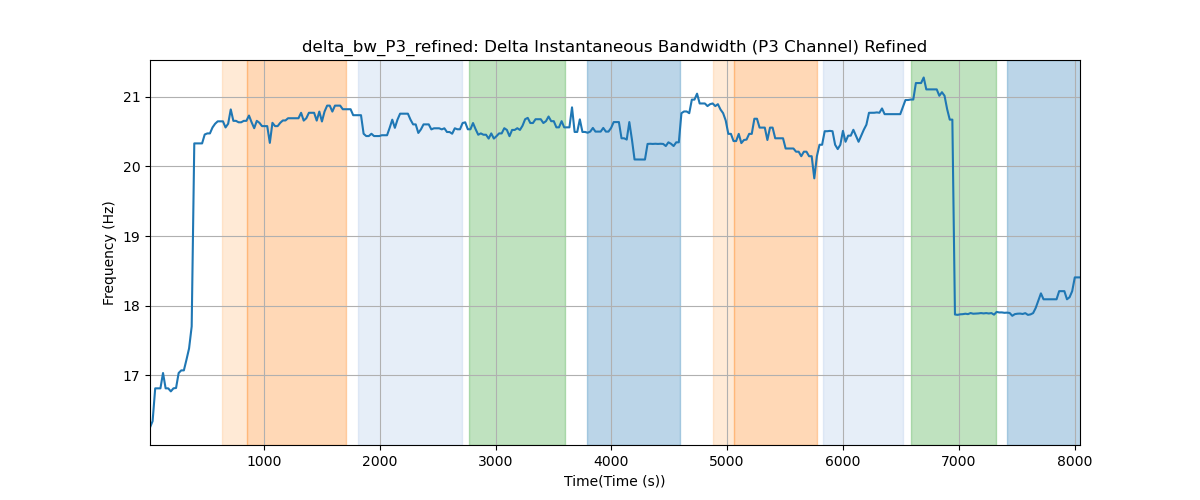 delta_bw_P3_refined: Delta Instantaneous Bandwidth (P3 Channel) Refined
Frequency (Hz)
21
20
19
18
17
1000 2000 3000 4000 5000 6000 7000 8000
Time(Time (s))